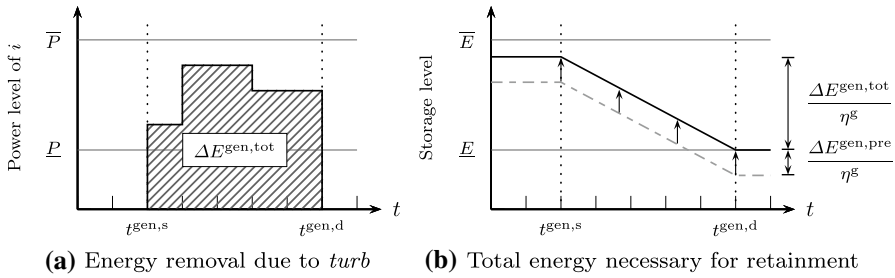 Power level of i
P̅
P̲
ΔE^gen,tot
t^gen,s
t^gen,d
t
(a) Energy removal due to turb
Storage level
E̅
E̲
t^gen,s
t^gen,d
t
ΔE^gen,tot
η^g
ΔE^gen,pre
η^g
(b) Total energy necessary for retainment